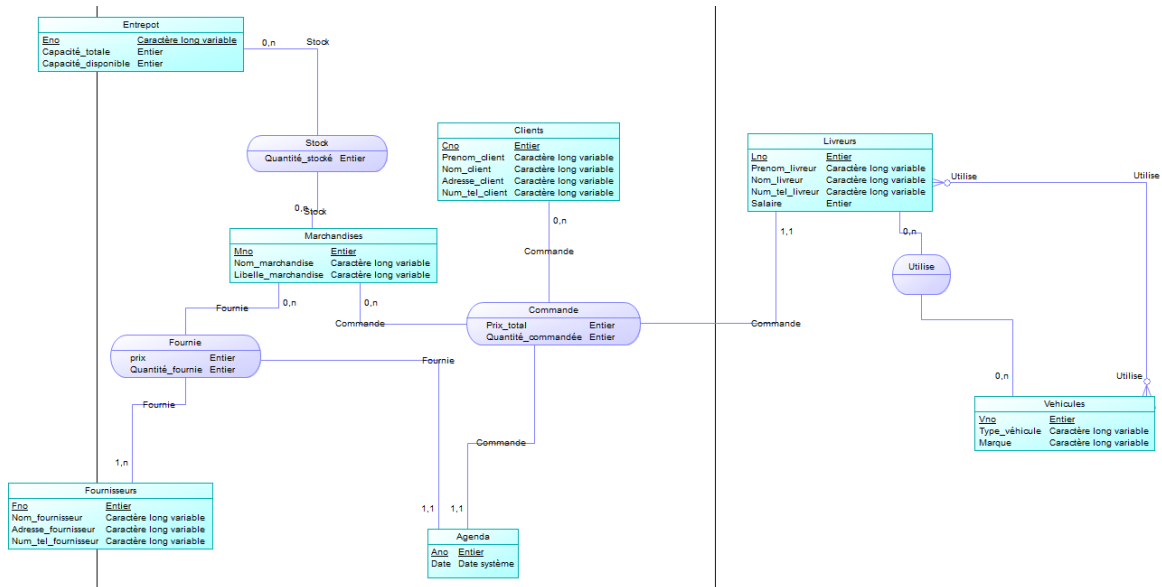 Entrepot
Eno Caractère long variable
Capacité_totale Entier
Capacité_disponible Entier
0,n Stock
Stock
Quantité_stocké Entier
0,n
Stock
Clients
Cno Entier
Prenom_client Caractère long variable
Nom_client Caractère long variable
Adresse_client Caractère long variable
Num_tel_client Caractère long variable
0,n
Commande
Livreurs
Lno Entier
Prenom_livreur Caractère long variable
Nom_livreur Caractère long variable
Num_tel_livreur Caractère long variable
Salaire Entier
Utilise
Utilise
1,1
0,n
Utilise
Marchandises
Mno Entier
Nom_marchandise Caractère long variable
Libelle_marchandise Caractère long variable
0,n
0,n
Fournie
Commande
Commande
Prix_total Entier
Quantité_commandée Entier
Commande
Fournie
prix Entier
Quantité_fournie Entier
Fournie
Fournie
Commande
0,n
Utilise
Vehicules
Vno Entier
Type_véhicule Caractère long variable
Marque Caractère long variable
1,n
Fournisseurs
Fno Entier
Nom_fournisseur Caractère long variable
Adresse_fournisseur Caractère long variable
Num_tel_fournisseur Caractère long variable
1,1
1,1
Agenda
Ano Entier
Date Date système